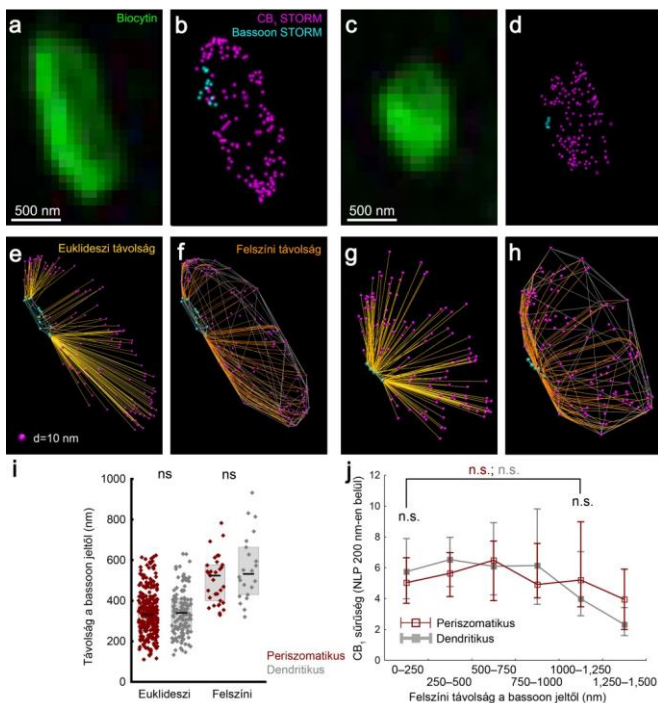 a
Biocytin
500 nm
b
CB₁ STORM
Bassoon STORM
c
500 nm
d
e
Euklideszi távolság
d=10 nm
f
Felszíni távolság
g
h
i
ns
ns
1000
800
600
400
200
0
Távolság a bassoon jeltől (nm)
Euklideszi
Felszíni
Periszomatikus
Dendritikus
j
n.s.; n.s.
n.s.
n.s.
12
10
8
6
4
2
0
CB₁ sűrűség (NLP 200 nm-en belül)
Periszomatikus
Dendritikus
0–250
500–750
1000–1,250
250–500
750–1000
1,250–1,500
Felszíni távolság a bassoon jeltől (nm)